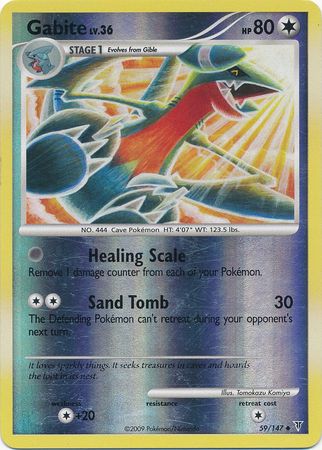 Gabite LV.36 HP 80
STAGE 1 Evolves from Gible
NO. 444 Cave Pokémon HT: 4'07" WT: 123.5 lbs.
Healing Scale
Remove 1 damage counter from each of your Pokémon.
Sand Tomb 30
The Defending Pokémon can't retreat during your opponent's
next turn.
It loves sparkly things. It seeks treasures in caves and hoards
the loot in its nest.
Illus. Tomokazu Komiya
weakness resistance retreat cost
+20
©2009 Pokémon/Nintendo 59/147